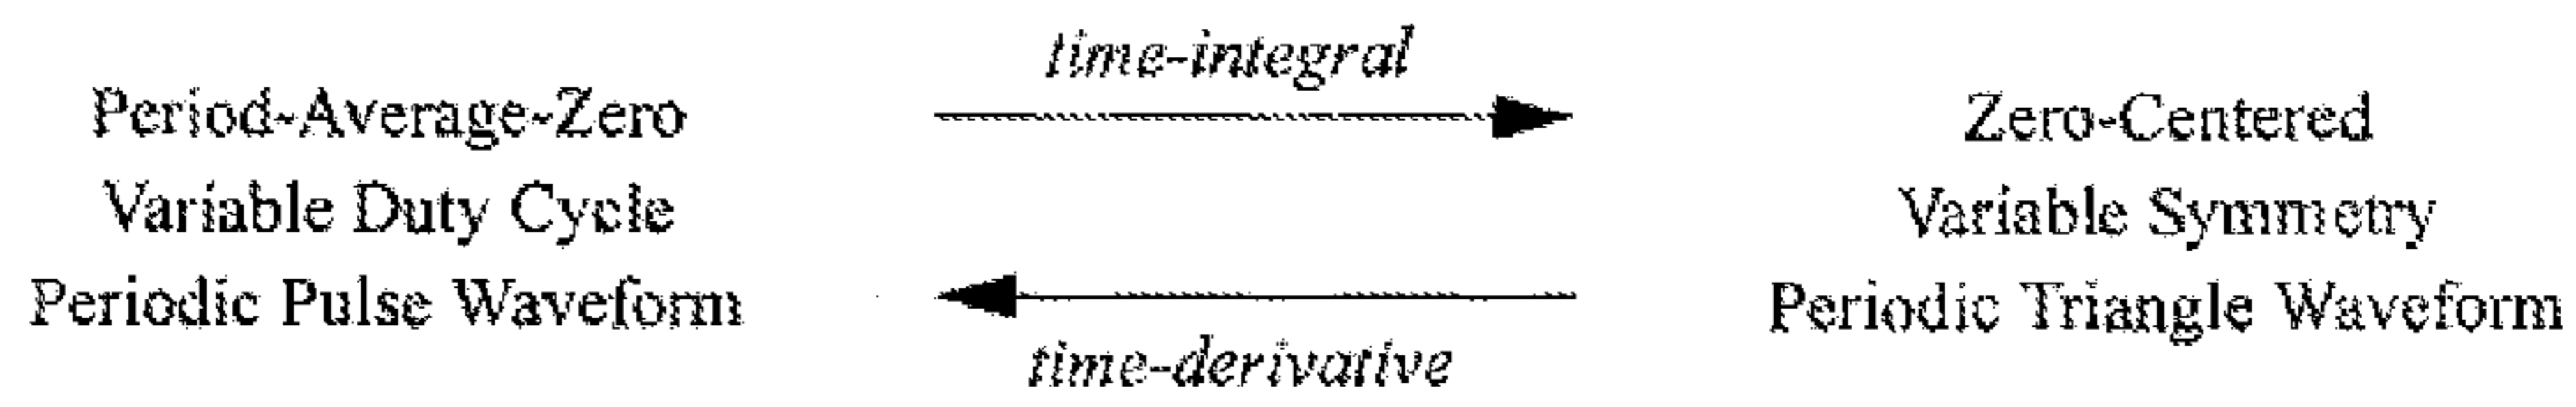 time-integral
Period-Average-Zero
Variable Duty Cycle
Periodic Pulse Waveform
Zero-Centered
Variable Symmetry
Periodic Triangle Waveform
time-derivative